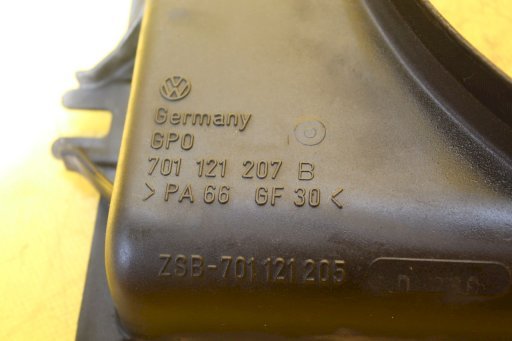 Germany
GPO
701 121 207 B
>PA 66 GF 30<
ZSB-701 121 205